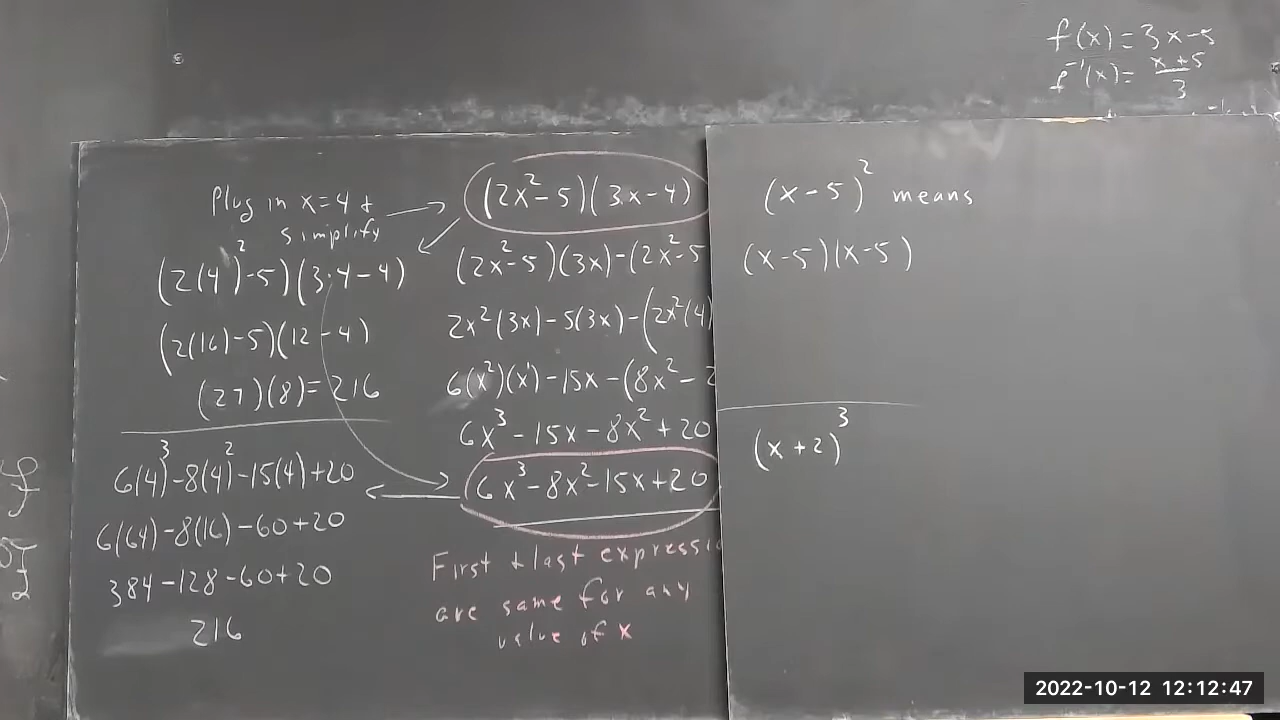 f(x) = 3x-5
f⁻¹(x) = (x+5)/3
Plug in x=4 +
simplify
(2(4)²-5)(3·4-4)
(2(16)-5)(12-4)
(27)(8)=216
6(4)³-8(4)²-15(4)+20
6(64)-8(16)-60+20
384-128-60+20
216
(2x²-5)(3x-4)
(2x²-5)(3x)-(2x²-5
2x²(3x)-5(3x)-(2x²(4)
6(x²)(x¹)-15x-(8x²-2
6x³-15x-8x²+20
6x³-8x²-15x+20
First + last expressio
are same for any
value of x
(x-5)² means
(x-5)(x-5)
(x+2)³
2022-10-12 12:12:47